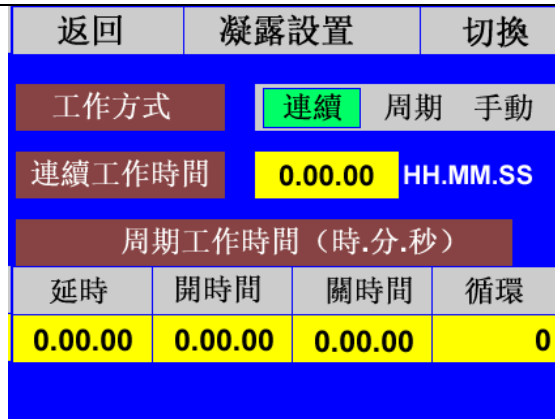 返回 凝露設置 切換
工作方式 連續 周期 手動
連續工作時間 0.00.00 HH.MM.SS
周期工作時間（時.分.秒）
延時 開時間 關時間 循環
0.00.00 0.00.00 0.00.00 0